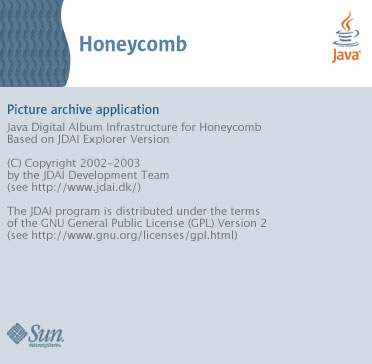 Honeycomb
Java
Picture archive application
Java Digital Album Infrastructure for Honeycomb
Based on JDAI Explorer Version
(C) Copyright 2002-2003
by the JDAI Development Team
(see http://www.jdai.dk/)
The JDAI program is distributed under the terms
of the GNU General Public License (GPL) Version 2
(see http://www.gnu.org/licenses/gpl.html)
Sun
microsystems